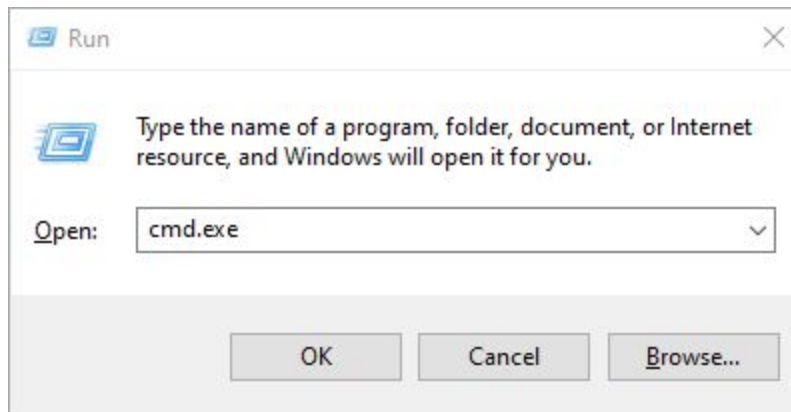 Run
Type the name of a program, folder, document, or Internet
resource, and Windows will open it for you.
Open: cmd.exe
OK Cancel Browse...